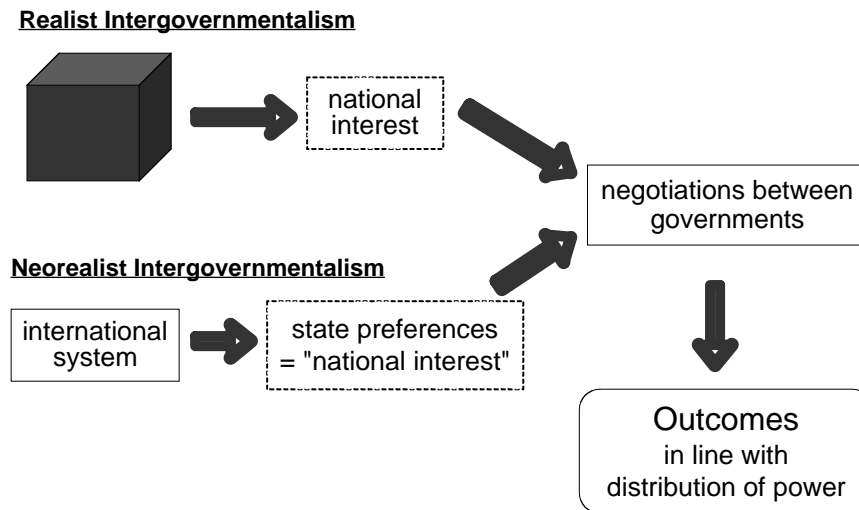 Realist Intergovernmentalism
national
interest
negotiations between
governments
Neorealist Intergovernmentalism
international
system
state preferences
= "national interest"
Outcomes
in line with
distribution of power